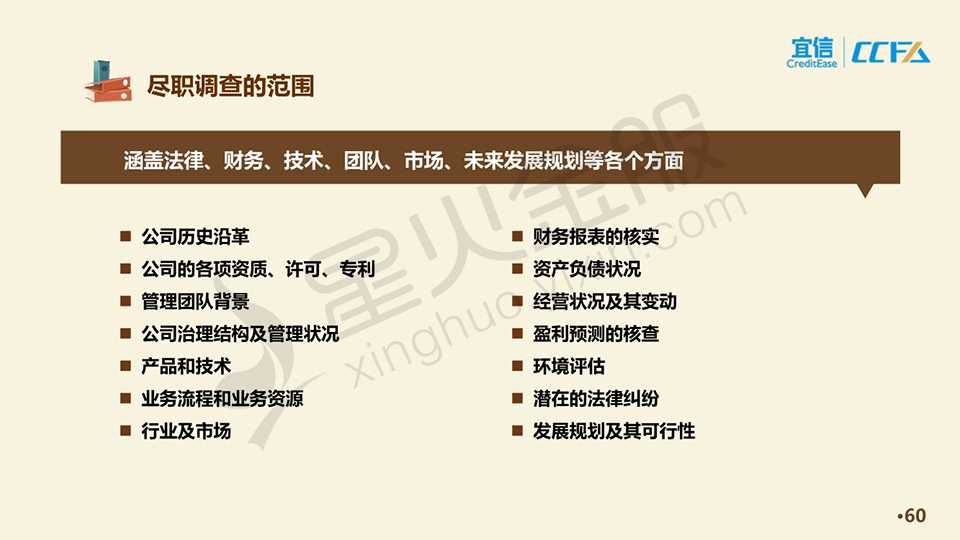 宜信
CreditEase
CCFA
尽职调查的范围
涵盖法律、财务、技术、团队、市场、未来发展规划等各个方面
■ 公司历史沿革
■ 公司的各项资质、许可、专利
■ 管理团队背景
■ 公司治理结构及管理状况
■ 产品和技术
■ 业务流程和业务资源
■ 行业及市场
■ 财务报表的核实
■ 资产负债状况
■ 经营状况及其变动
■ 盈利预测的核查
■ 环境评估
■ 潜在的法律纠纷
■ 发展规划及其可行性
星火金服
xinghuo.yixin.com
•60